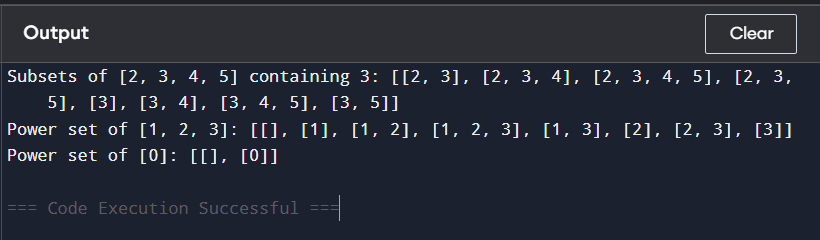 Output
Clear
Subsets of [2, 3, 4, 5] containing 3: [[2, 3], [2, 3, 4], [2, 3, 4, 5], [2, 3,
5], [3], [3, 4], [3, 4, 5], [3, 5]]
Power set of [1, 2, 3]: [[], [1], [1, 2], [1, 2, 3], [1, 3], [2], [2, 3], [3]]
Power set of [0]: [[], [0]]
=== Code Execution Successful ===